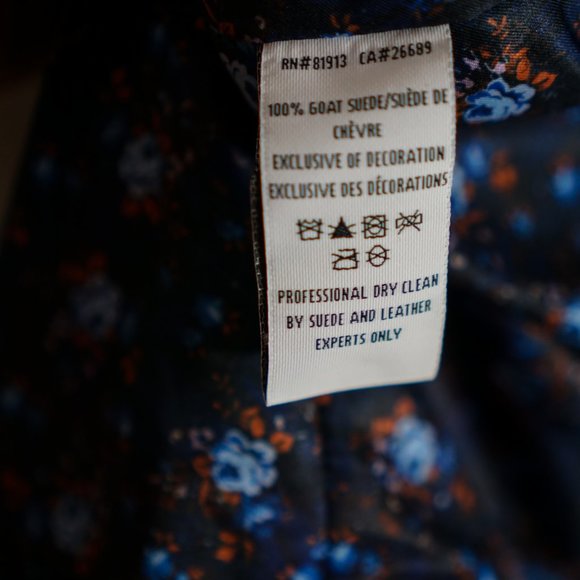 RN#81913 CA#26689
100% GOAT SUEDE/SUÈDE DE
CHÈVRE
EXCLUSIVE OF DECORATION
EXCLUSIVE DES DÉCORATIONS
PROFESSIONAL DRY CLEAN
BY SUEDE AND LEATHER
EXPERTS ONLY